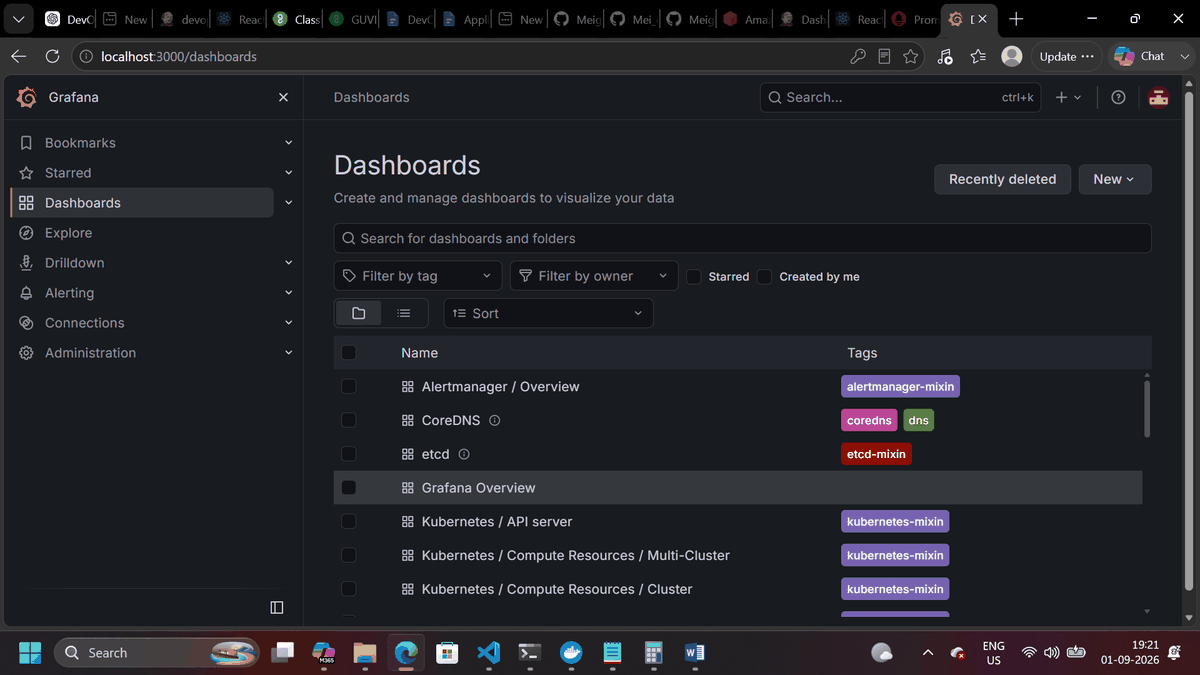 DevO
New
devop
Reac
Class
GUVI
DevO
Appli
New
Meig
Mei_
Meig
Ama
Dash
Reac
Pron
localhost:3000/dashboards
Update
Chat
Grafana
Dashboards
Search...
ctrl+k
Bookmarks
Starred
Dashboards
Explore
Drilldown
Alerting
Connections
Administration
Dashboards
Create and manage dashboards to visualize your data
Recently deleted
New
Search for dashboards and folders
Filter by tag
Filter by owner
Starred
Created by me
Sort
Name Tags
Alertmanager / Overview alertmanager-mixin
CoreDNS coredns dns
etcd etcd-mixin
Grafana Overview
Kubernetes / API server kubernetes-mixin
Kubernetes / Compute Resources / Multi-Cluster kubernetes-mixin
Kubernetes / Compute Resources / Cluster kubernetes-mixin
Search
M365
ENG
US
19:21
01-09-2026